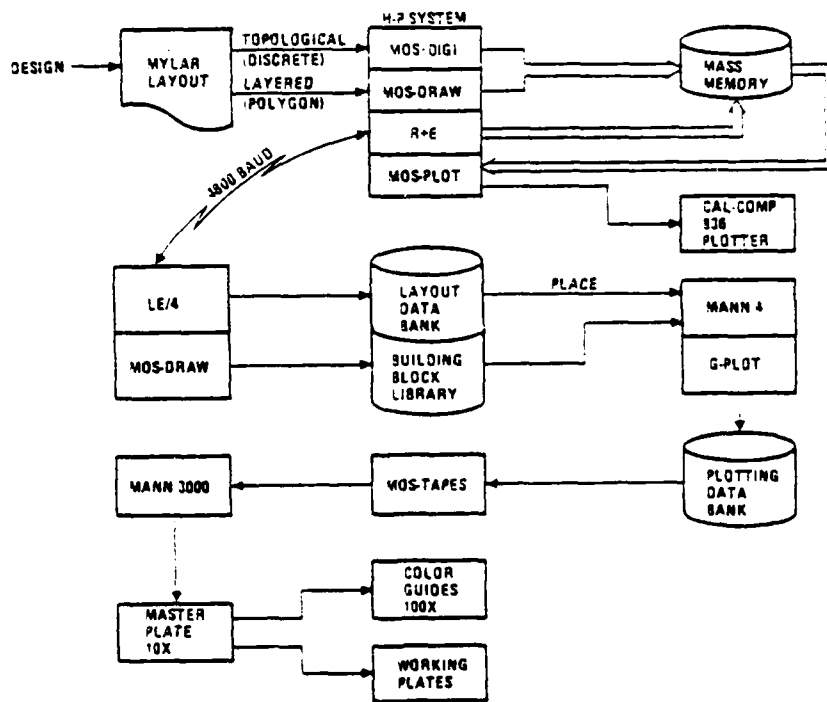 H-P SYSTEM
DESIGN
MYLAR
LAYOUT
TOPOLOGICAL
(DISCRETE)
LAYERED
(POLYGON)
MOS-DIGI
MOS-DRAW
R+E
MOS-PLOT
MASS
MEMORY
4800 BAUD
CAL-COMP
936
PLOTTER
LE/4
MOS-DRAW
LAYOUT
DATA
BANK
BUILDING
BLOCK
LIBRARY
PLACE
MANN 4
G-PLOT
MANN 3000
MOS-TAPES
PLOTTING
DATA
BANK
MASTER
PLATE
10X
COLOR
GUIDES
100X
WORKING
PLATES